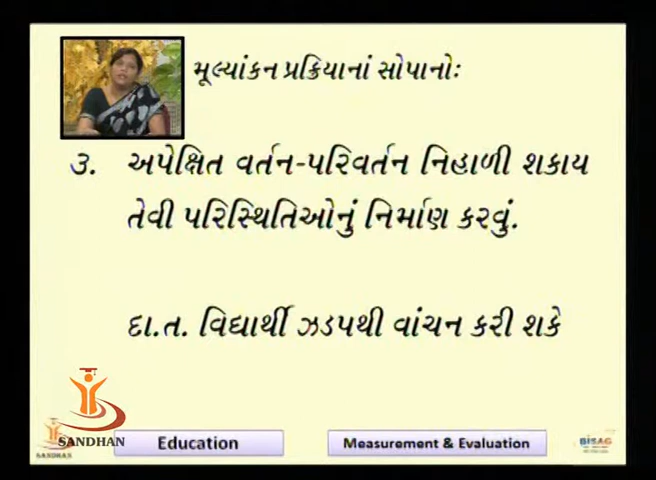 મૂલ્યાંકન પ્રક્રિયાનાં સોપાનોઃ
૩. અપેક્ષિત વર્તન-પરિવર્તન નિહાળી શકાય
તેવી પરિસ્થિતિઓનું નિર્માણ કરવું.
દા.ત. વિદ્યાર્થી ઝડપથી વાંચન કરી શકે
SANDHAN
SANDHAN
Education
Measurement & Evaluation
BISAG